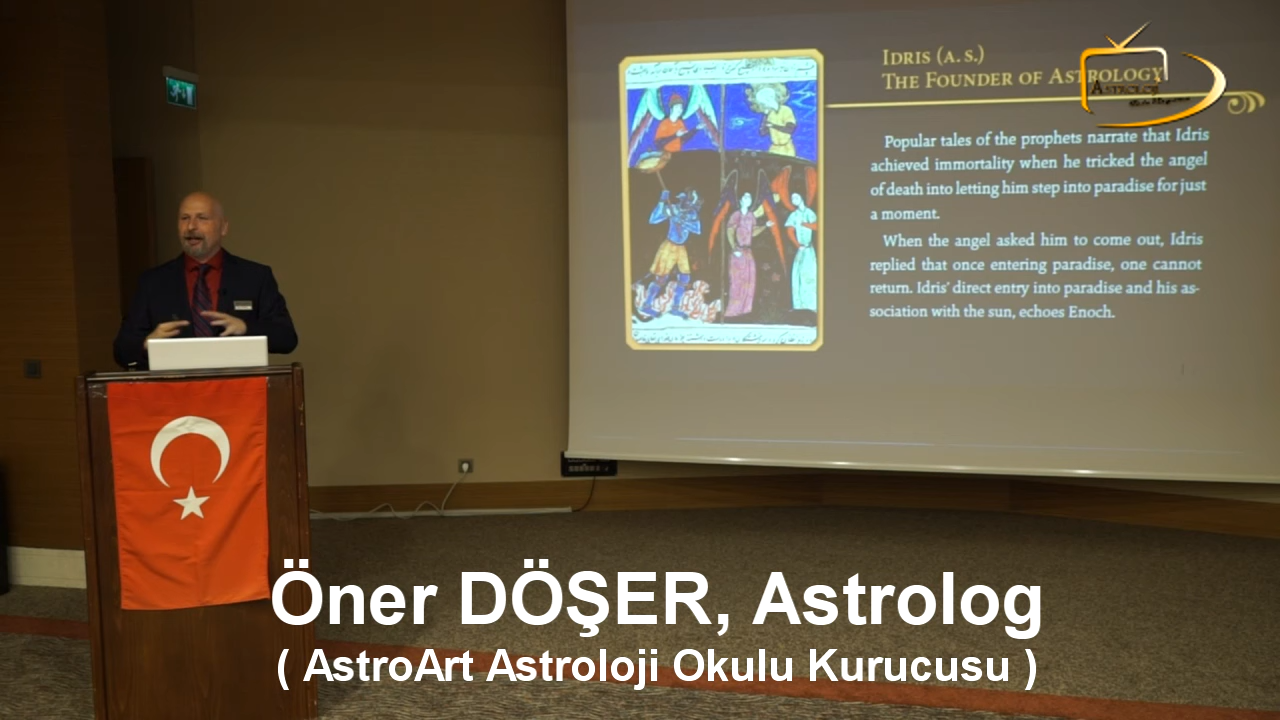 IDRIS (A. S.)
THE FOUNDER OF ASTROLOGY
ASTROLOJİ
Popular tales of the prophets narrate that Idris
achieved immortality when he tricked the angel
of death into letting him step into paradise for just
a moment.
When the angel asked him to come out, Idris
replied that once entering paradise, one cannot
return. Idris' direct entry into paradise and his as-
sociation with the sun, echoes Enoch.
Öner DÖŞER, Astrolog
( AstroArt Astroloji Okulu Kurucusu )